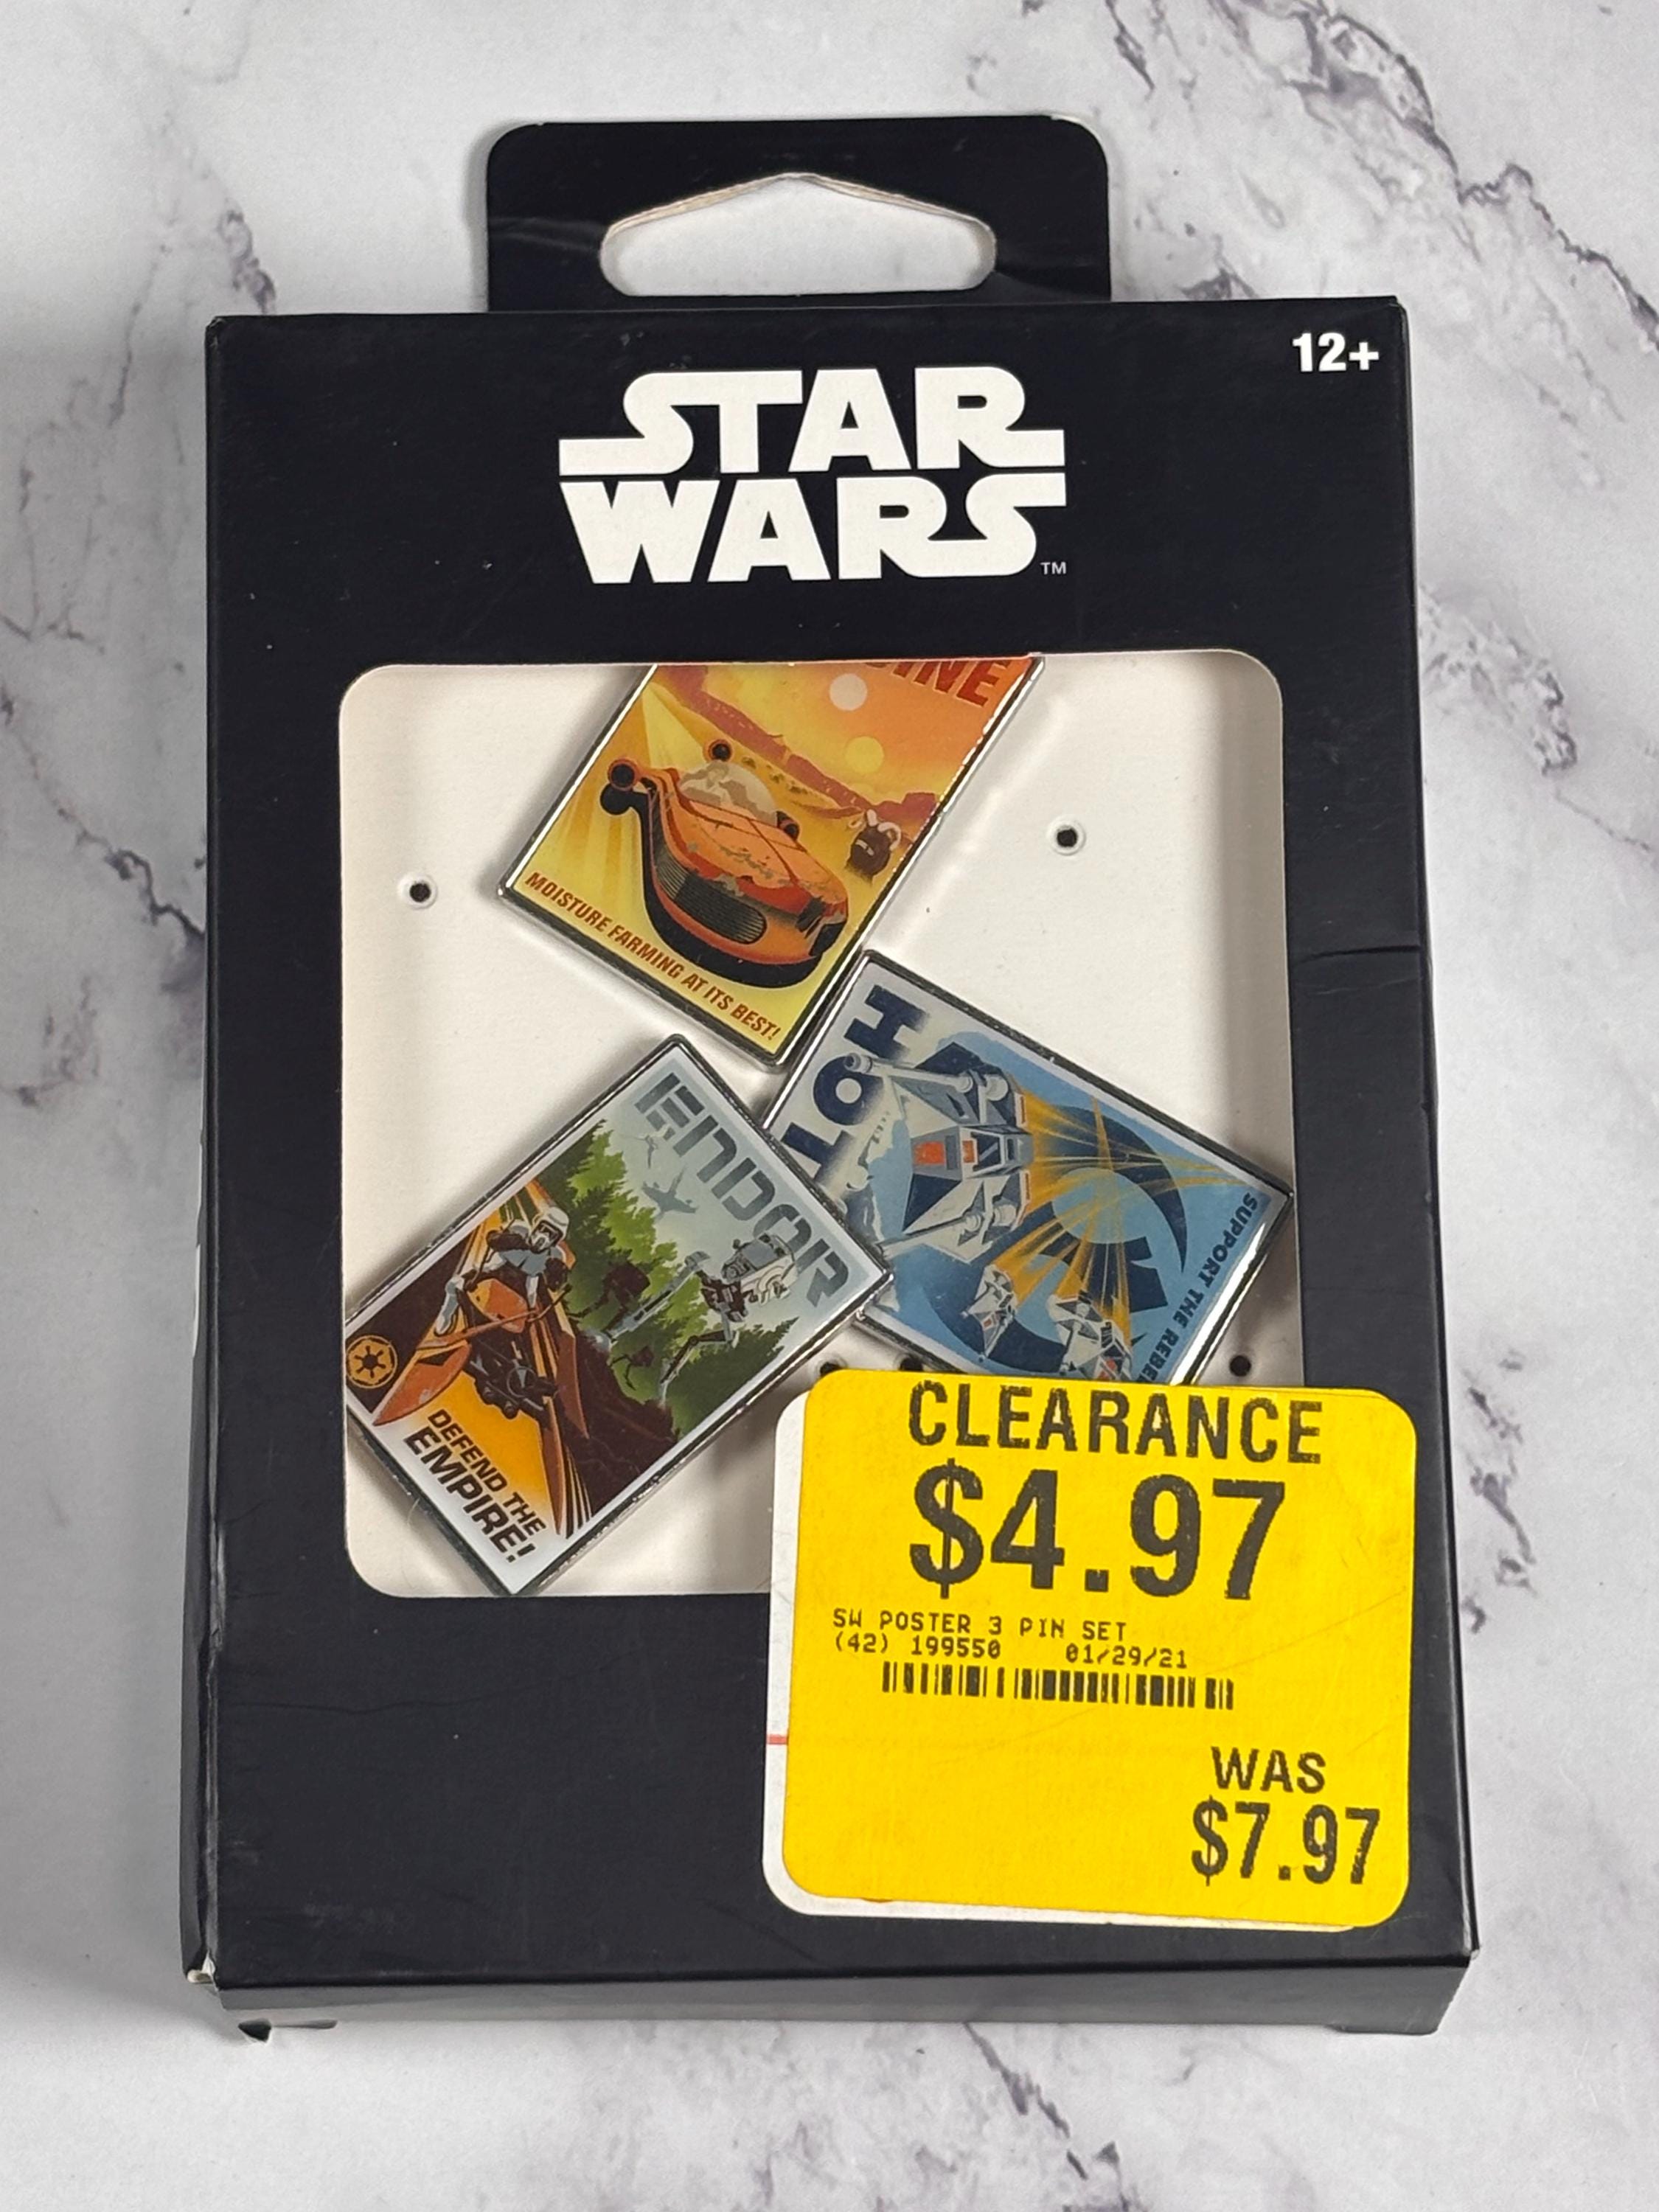 12+
STAR
WARS
TM
MOISTURE FARMING AT ITS BEST!
HOTH
SUPPORT THE
ENDOR
DEFEND THE
EMPIRE!
CLEARANCE
$4.97
SW POSTER 3 PIN SET
(42) 199550 01/29/21
WAS
$7.97